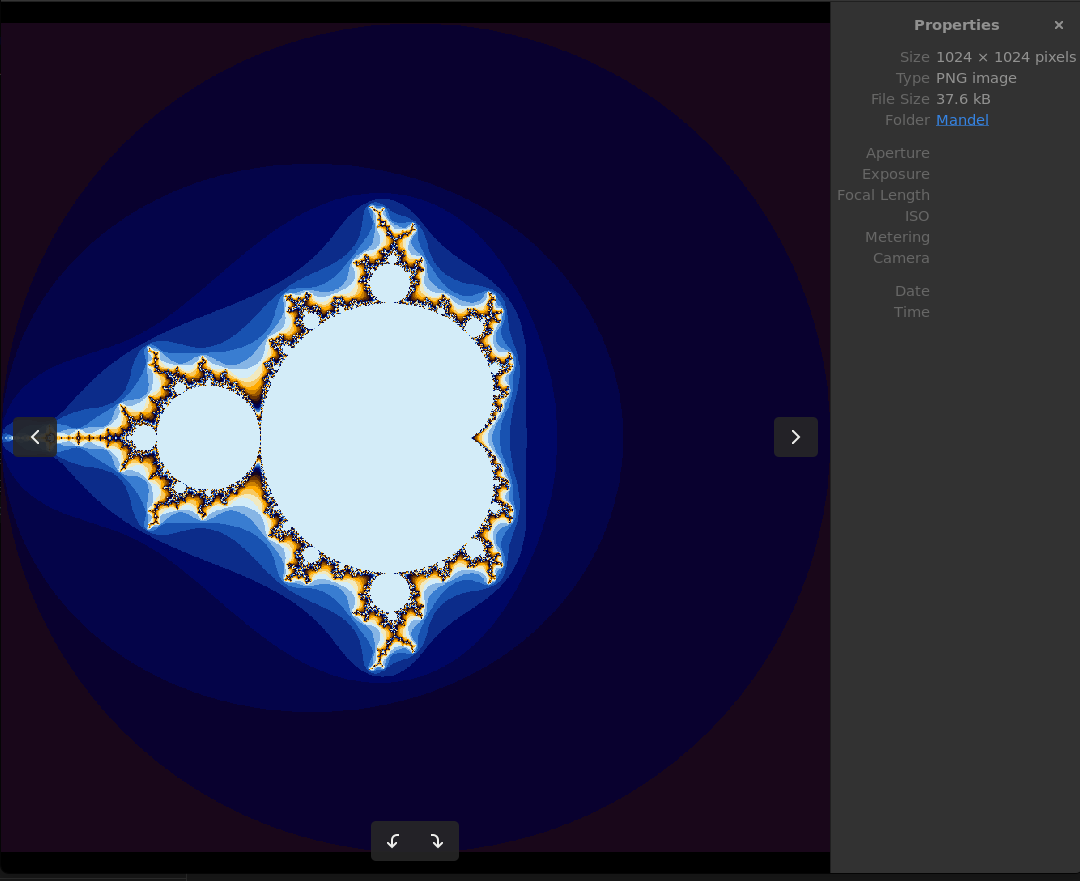 Properties
Size 1024 × 1024 pixels
Type PNG image
File Size 37.6 kB
Folder Mandel
Aperture
Exposure
Focal Length
ISO
Metering
Camera
Date
Time